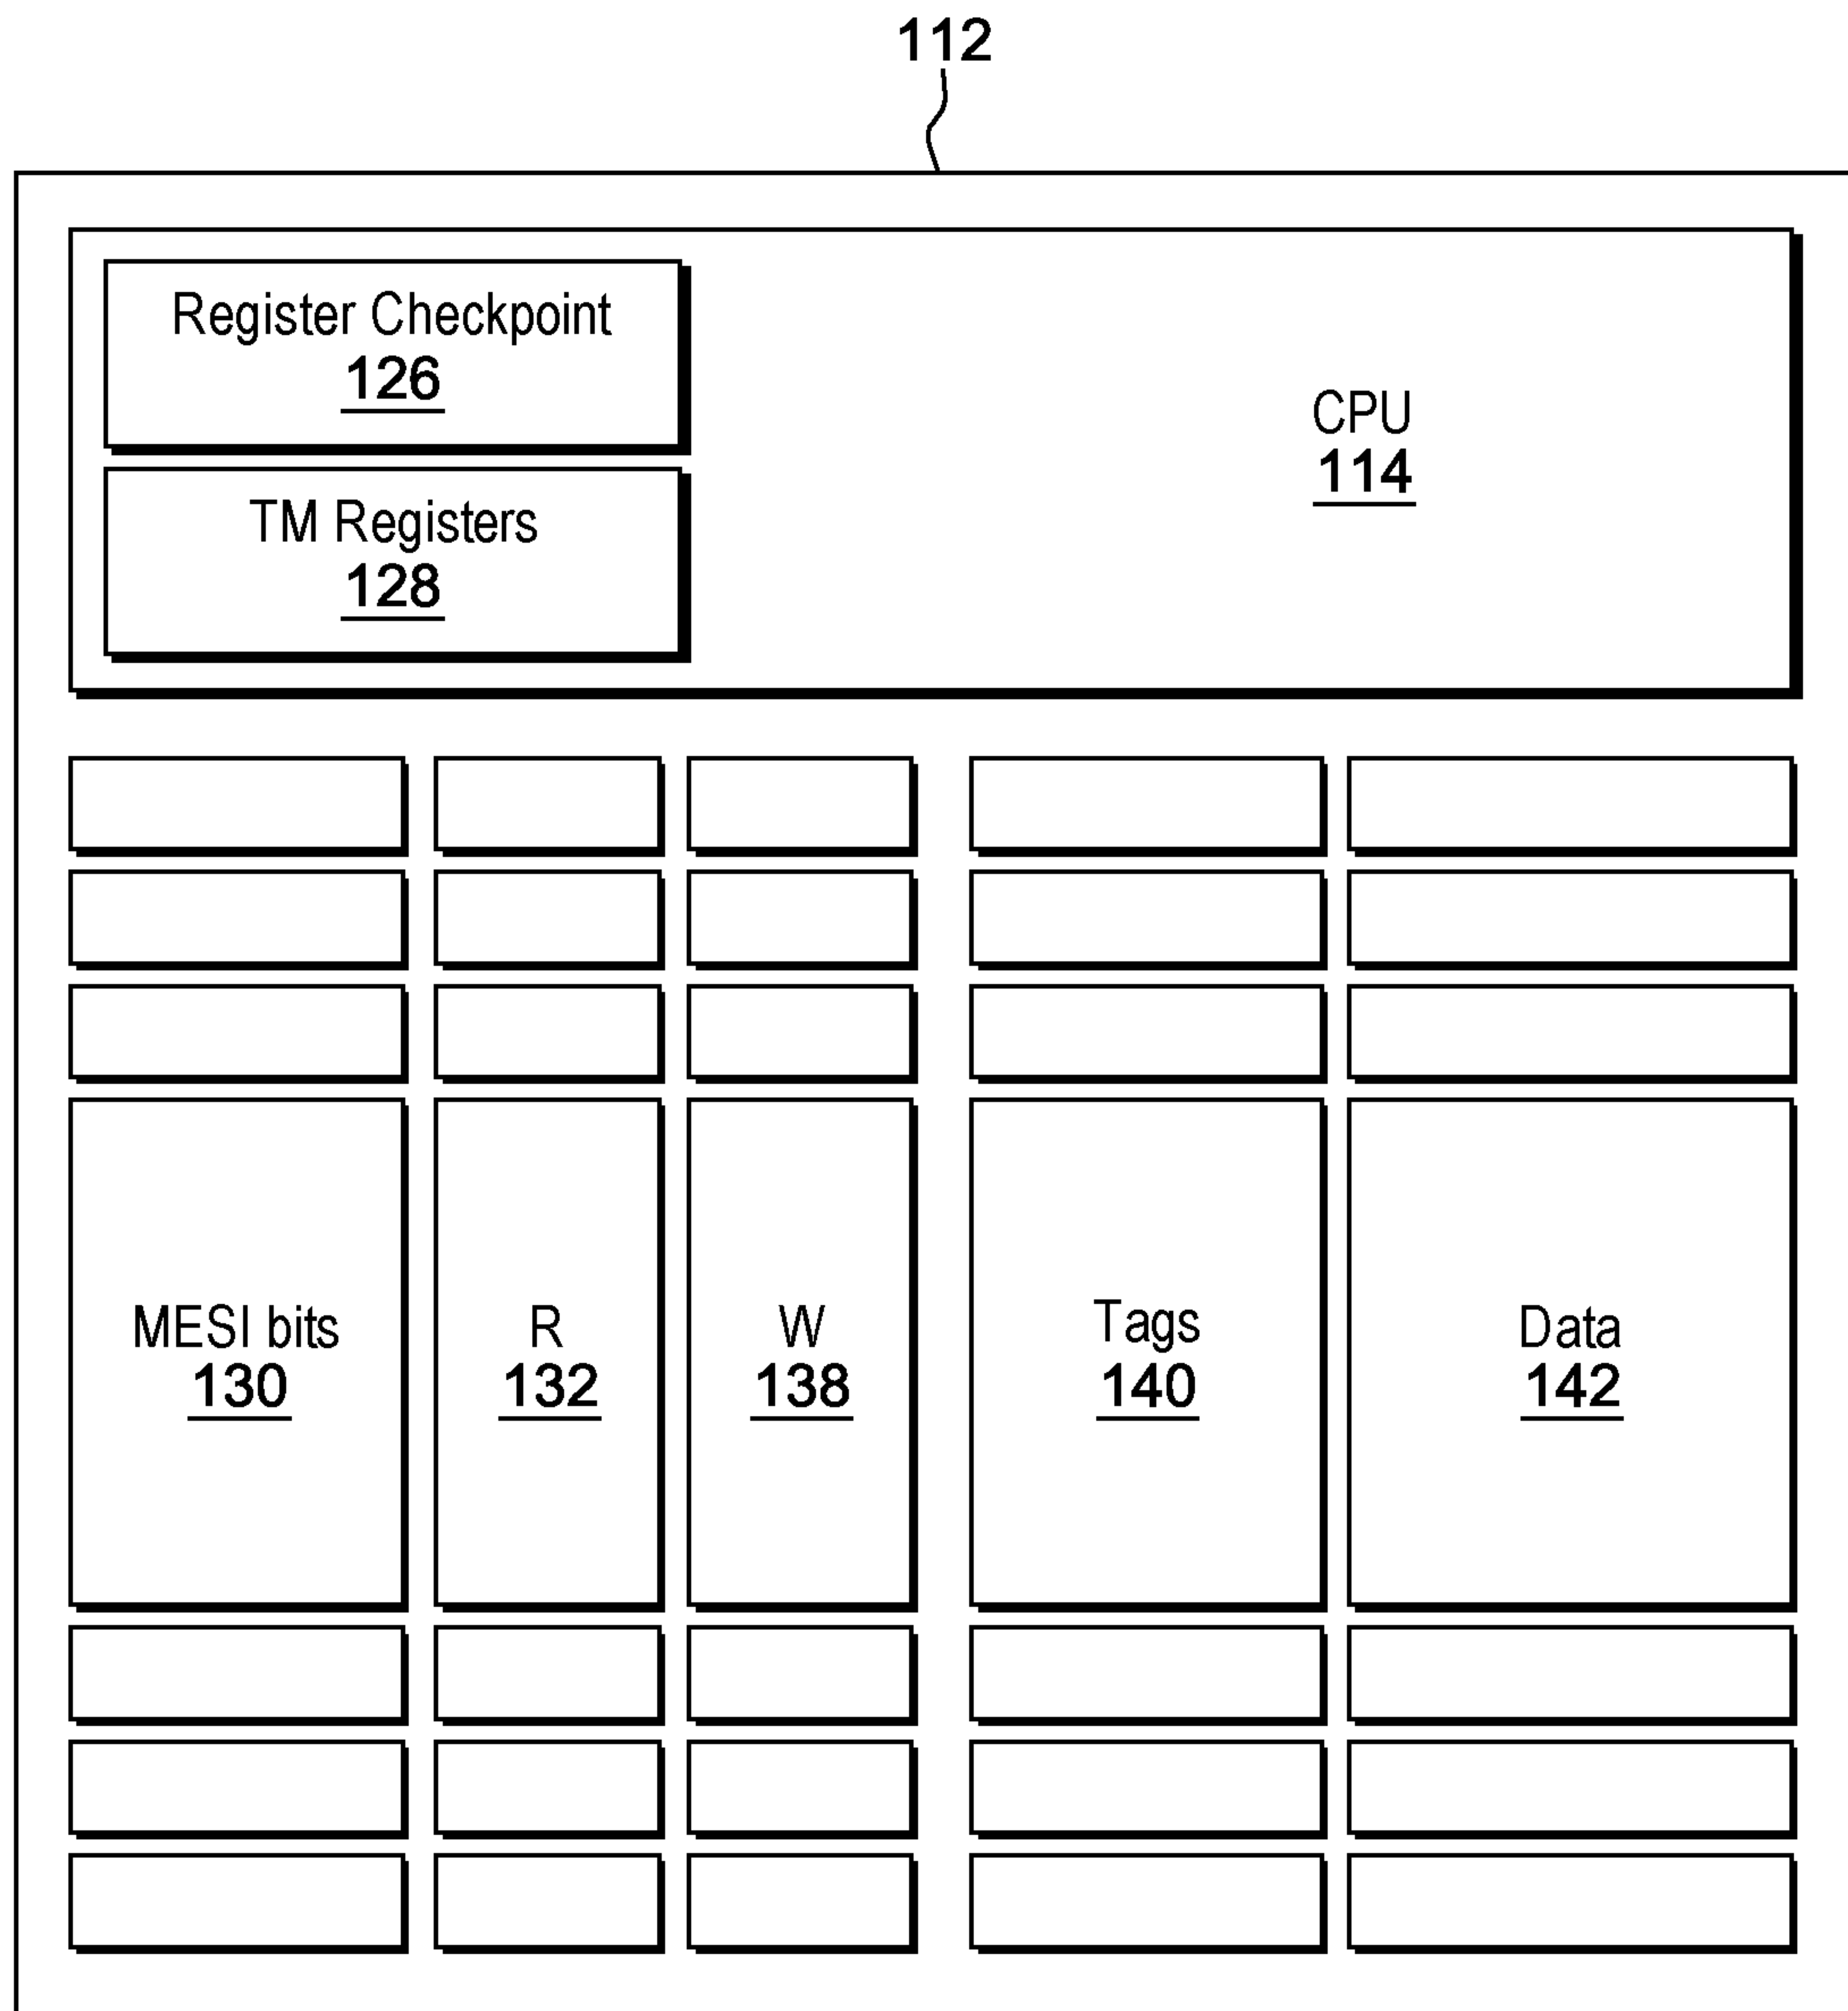 112
Register Checkpoint
126
TM Registers
128
CPU
114
MESI bits
130
R
132
W
138
Tags
140
Data
142